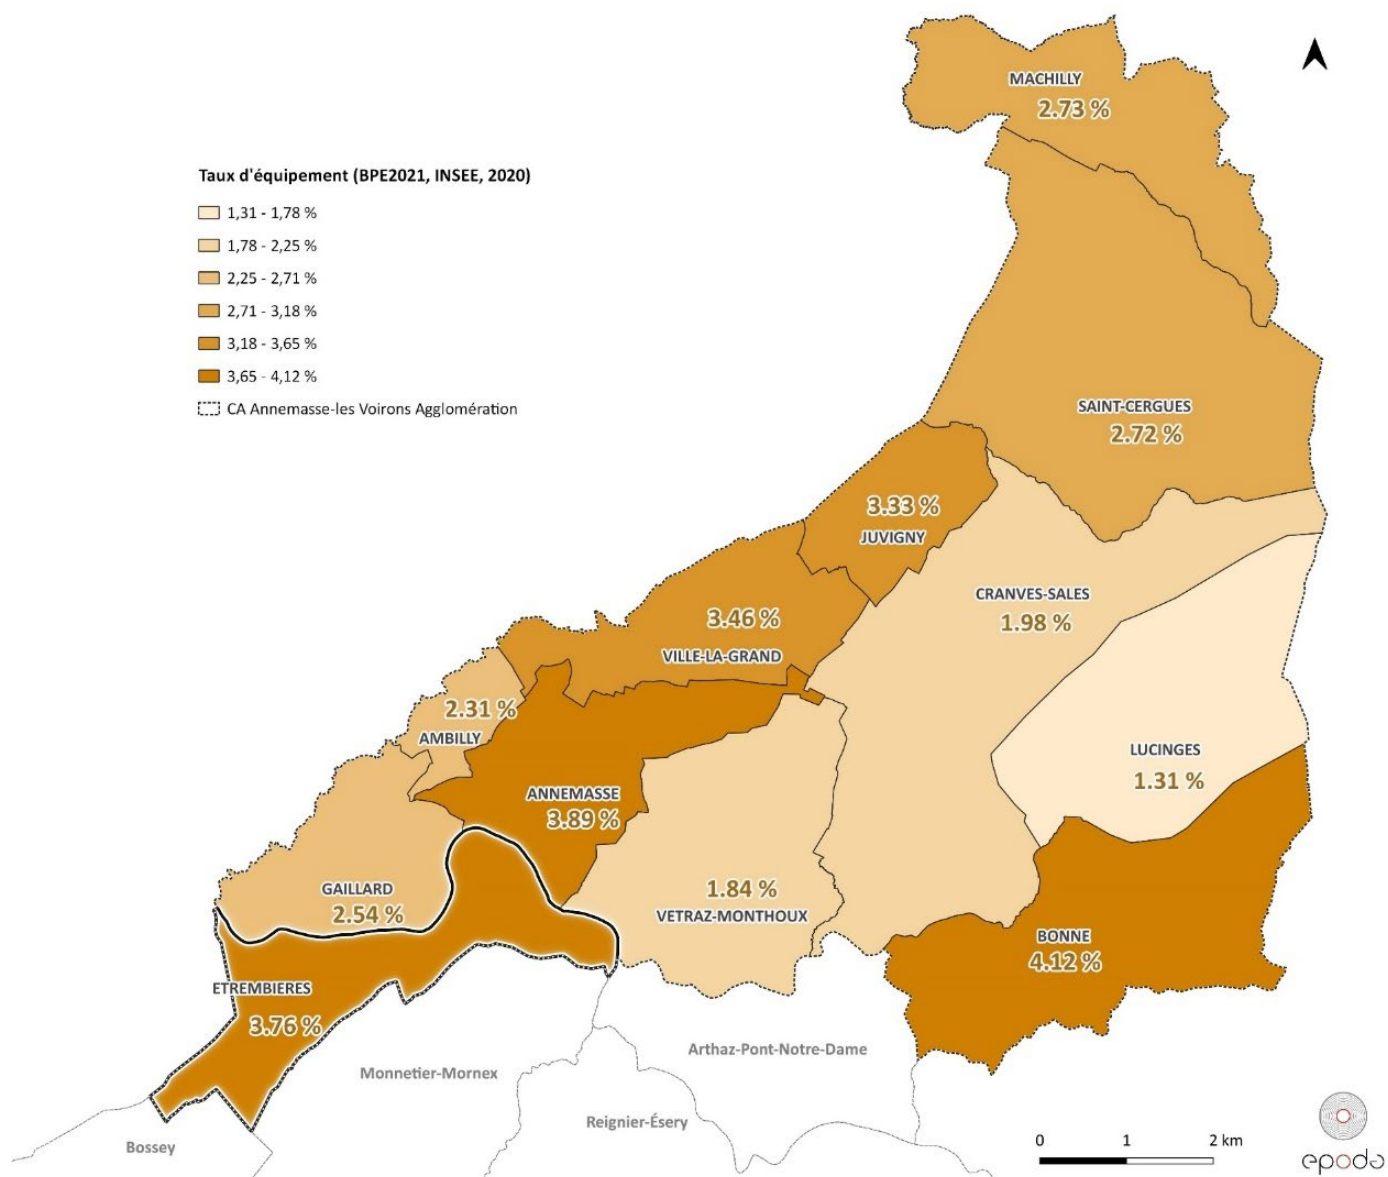 MACHILLY
2.73 %
Taux d'équipement (BPE2021, INSEE, 2020)
1,31 - 1,78 %
1,78 - 2,25 %
2,25 - 2,71 %
2,71 - 3,18 %
3,18 - 3,65 %
3,65 - 4,12 %
CA Annemasse-les Voirons Agglomération
SAINT-CERGUES
2.72 %
3.33 %
JUVIGNY
CRANVES-SALES
1.98 %
3.46 %
VILLE-LA-GRAND
2.31 %
AMBILLY
LUCINGES
1.31 %
ANNEMASSE
3.89 %
GAILLARD
2.54 %
1.84 %
VETRAZ-MONTHOUX
BONNE
4.12 %
ETREMBIERES
3.76 %
Arthaz-Pont-Notre-Dame
Monnetier-Mornex
Reignier-Ésery
Bossey
0 1 2 km
epode